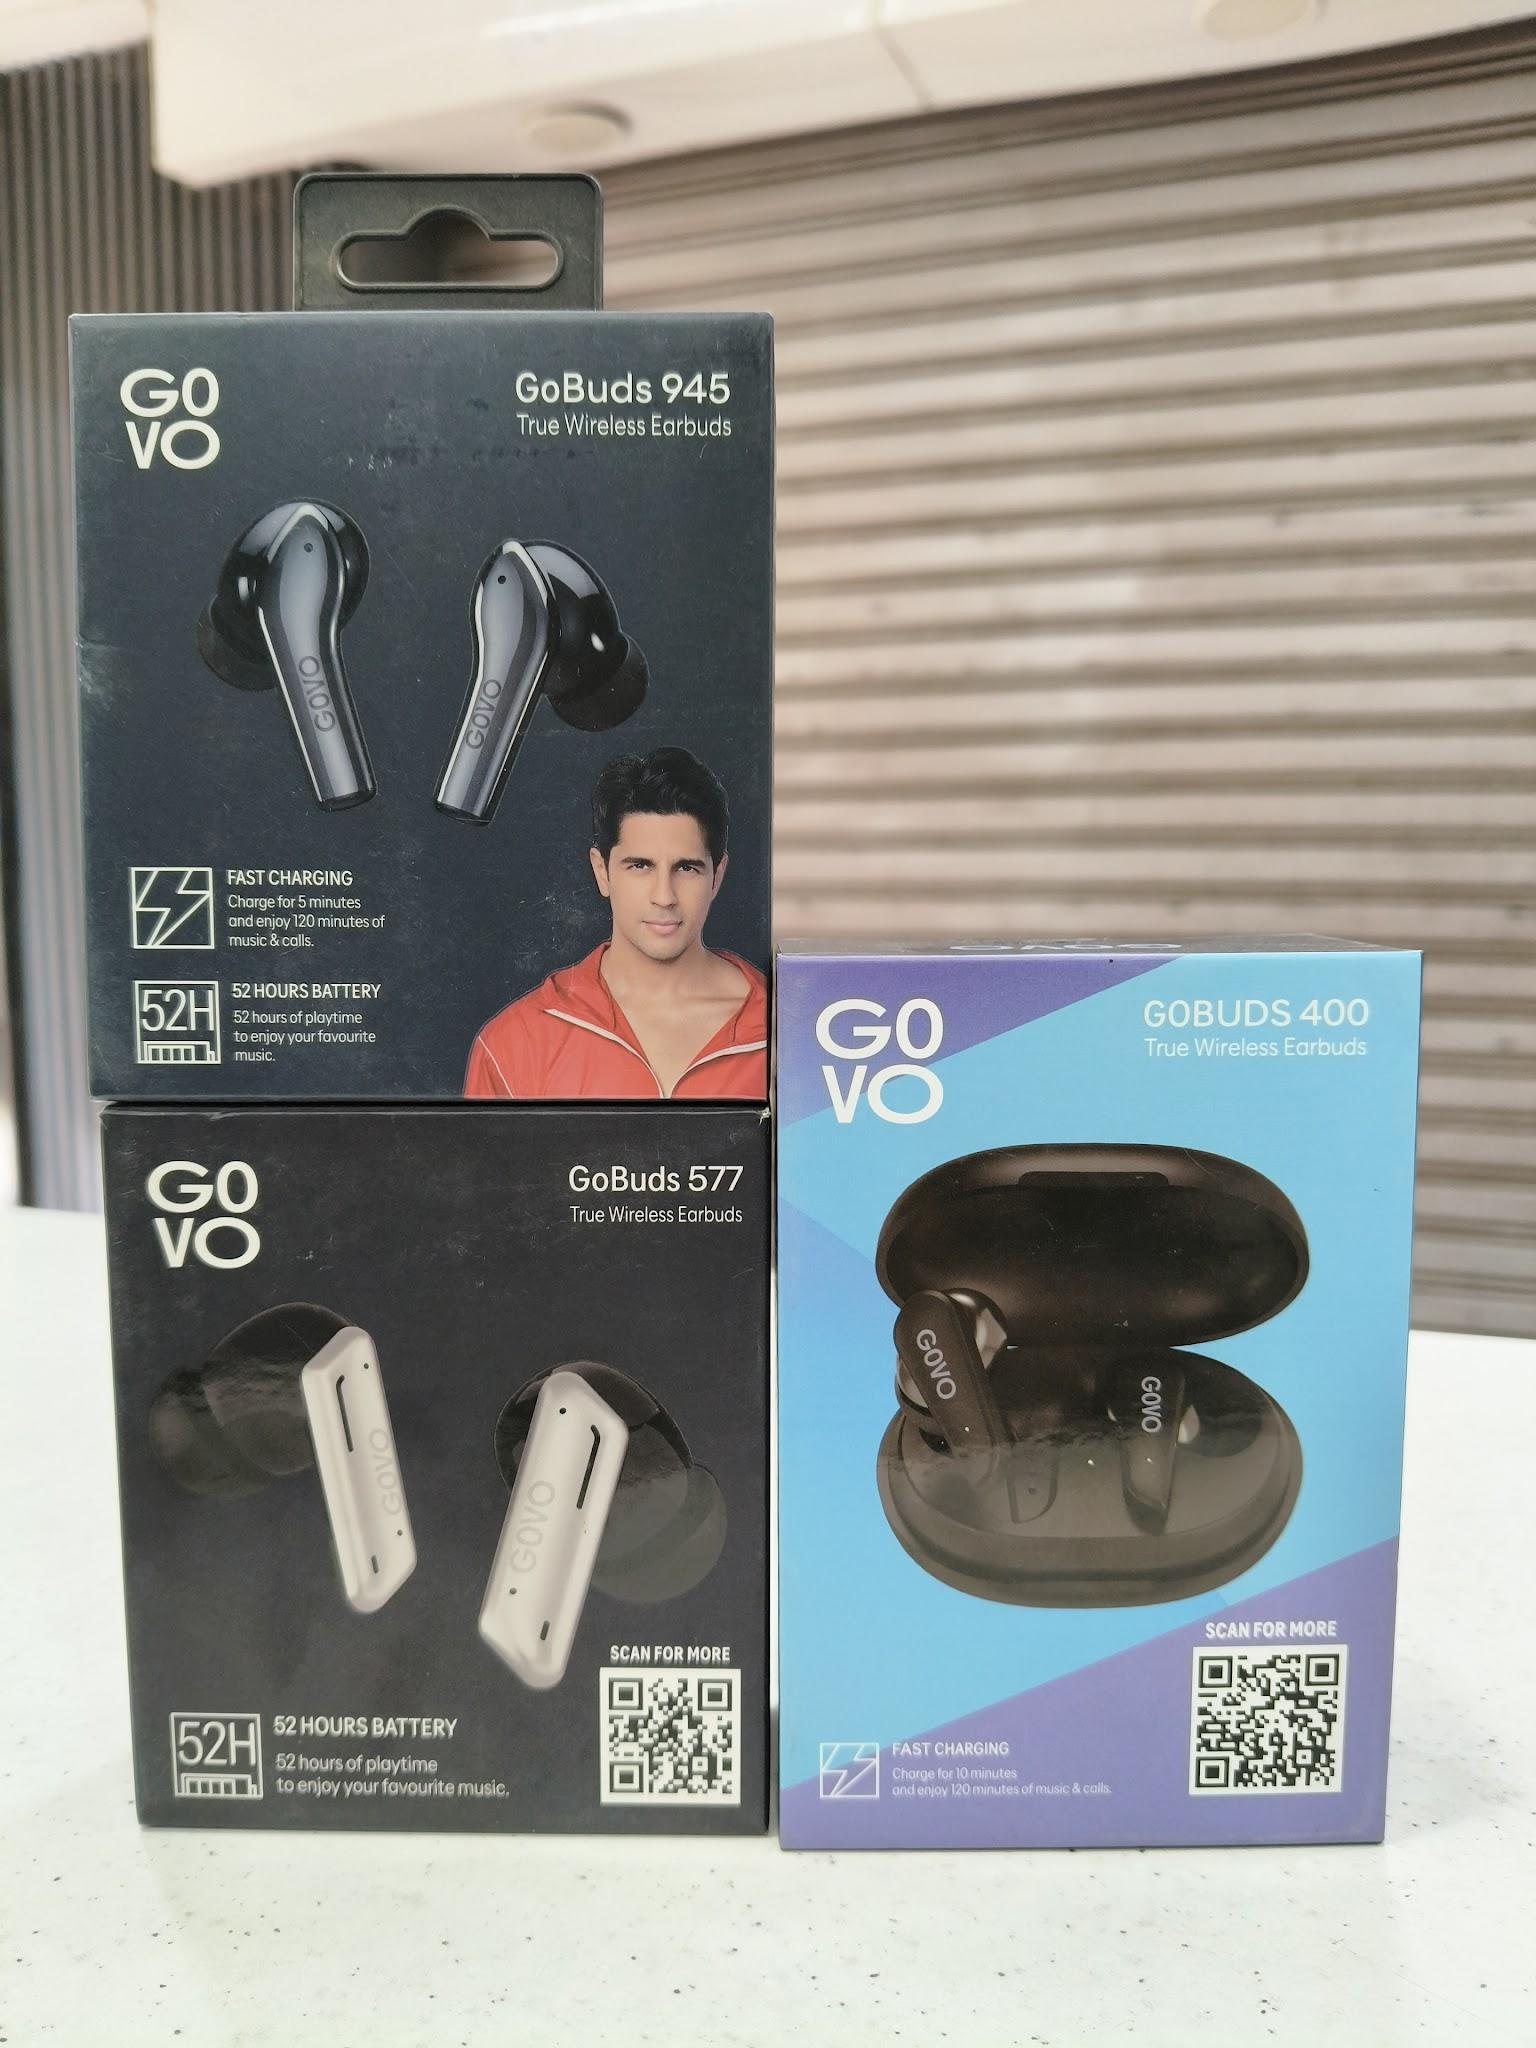 GO
VO
GoBuds 945
True Wireless Earbuds
GOVO
GOVO
FAST CHARGING
Charge for 5 minutes
and enjoy 120 minutes of
music & calls.
52H
52 HOURS BATTERY
52 hours of playtime
to enjoy your favourite
music.
GO
VO
GoBuds 577
True Wireless Earbuds
GOVO
GOVO
SCAN FOR MORE
52H
52 HOURS BATTERY
52 hours of playtime
to enjoy your favourite music.
GOVO
GO
VO
GOBUDS 400
True Wireless Earbuds
GOVO
GOVO
SCAN FOR MORE
FAST CHARGING
Charge for 10 minutes
and enjoy 120 minutes of music & calls.